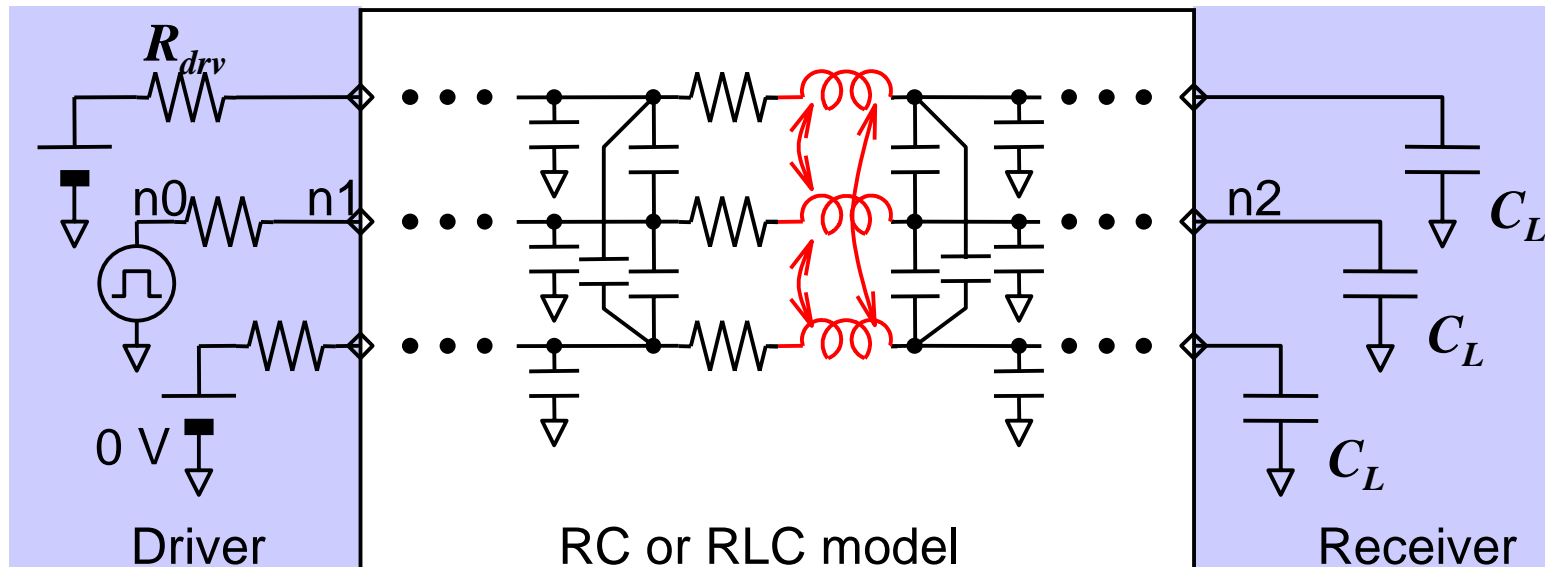 R_drv
n0
n1
n2
C_L
C_L
0 V
C_L
Driver
RC or RLC model
Receiver